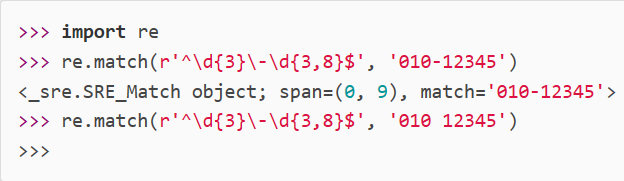 >>> import re
>>> re.match(r'^\d{3}\-\d{3,8}$', '010-12345')
<_sre.SRE_Match object; span=(0, 9), match='010-12345'>
>>> re.match(r'^\d{3}\-\d{3,8}$', '010 12345')
>>>